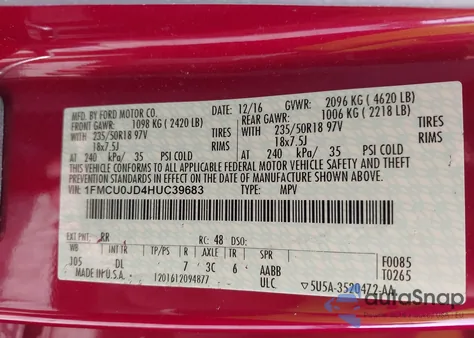 MFD. BY FORD MOTOR CO. 12/16 GVWR: 2096 KG (4620 LB)
FRONT GAWR: 1098 KG (2420 LB) REAR GAWR: 1006 KG (2218 LB)
235/50R18 97V TIRES WITH 235/50R18 97V TIRES
18x7.5J RIMS 18x7.5J RIMS
AT 240 kPa/ 35 PSI COLD AT 240 kPa/ 35 PSI COLD
THIS VEHICLE CONFORMS TO ALL APPLICABLE FEDERAL MOTOR VEHICLE SAFETY AND THEFT PREVENTION STANDARDS IN EFFECT ON THE DATE OF MANUFACTURE SHOWN ABOVE.
VIN: 1FMCU0JD4HUC39683 TYPE: MPV
EXT PNT: RR RC: 48 DSO:
INT TR TP/PS R AXLE TR SPR F0085
105 DL 7 3C 6 AABB T0265
MADE IN U.S.A. 1201612094877 ULC 5U5A-3520472-AA
AutoSnap